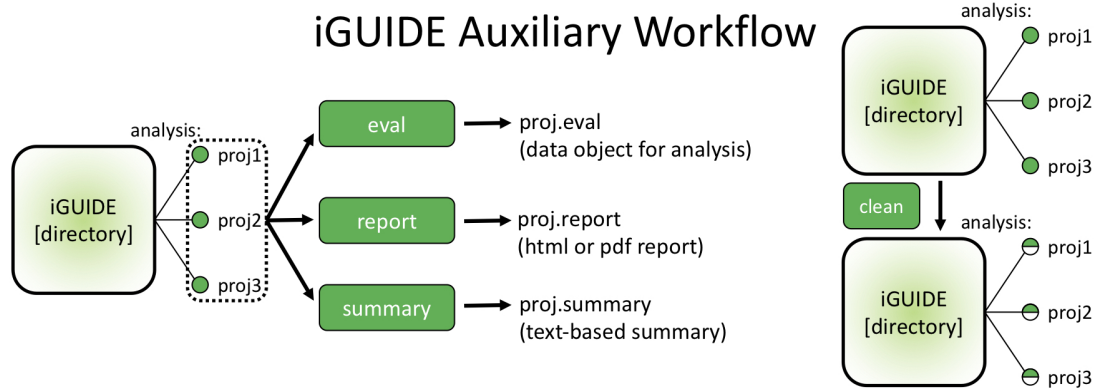 iGUIDE Auxiliary Workflow
analysis:
iGUIDE
[directory]
proj1
proj2
proj3
eval
proj.eval
(data object for analysis)
report
proj.report
(html or pdf report)
summary
proj.summary
(text-based summary)
analysis:
iGUIDE
[directory]
proj1
proj2
proj3
clean
analysis:
iGUIDE
[directory]
proj1
proj2
proj3